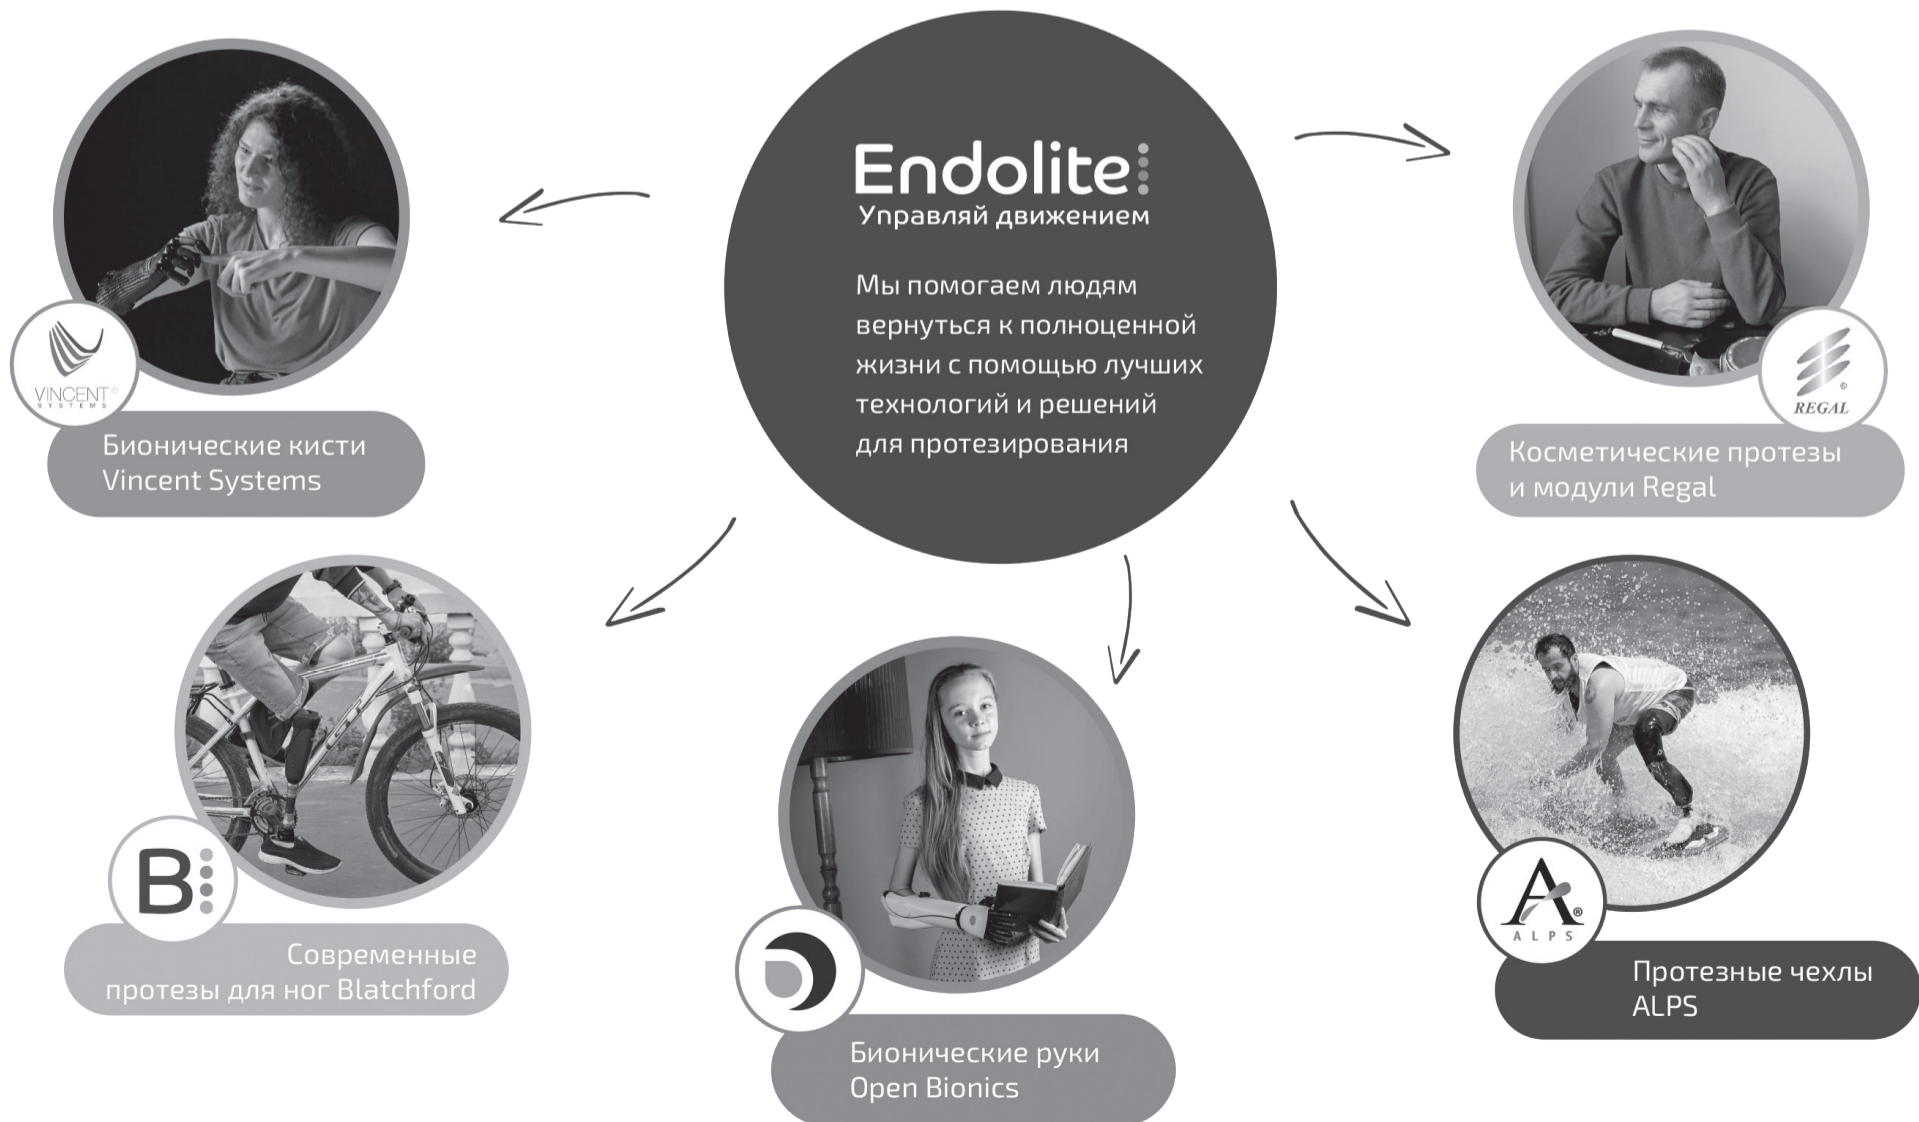 Endolite
Управляй движением
Мы помогаем людям
вернуться к полноценной
жизни с помощью лучших
технологий и решений
для протезирования
VINCENT©
SYSTEMS
Бионические кисти
Vincent Systems
©
REGAL
Косметические протезы
и модули Regal
B
Современные
протезы для ног Blatchford
Бионические руки
Open Bionics
A®
ALPS
Протезные чехлы
ALPS